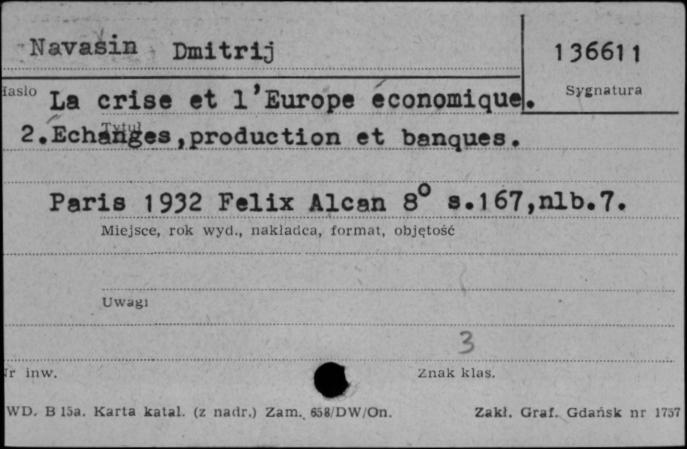 Navašin Dmitrij
136611
Hasło
Sygnatura
La crise et l'Europe économique.
Tytuł
2. Échanges, production et banques.
Paris 1932 Felix Alcan 8° s.167, nlb.7.
Miejsce, rok wyd., nakładca, format, objętość
Uwagi
3
Nr inw.
Znak klas.
WD. B 15a. Karta katal. (z nadr.) Zam. 658/DW/On.
Zakł. Graf. Gdańsk nr 1757